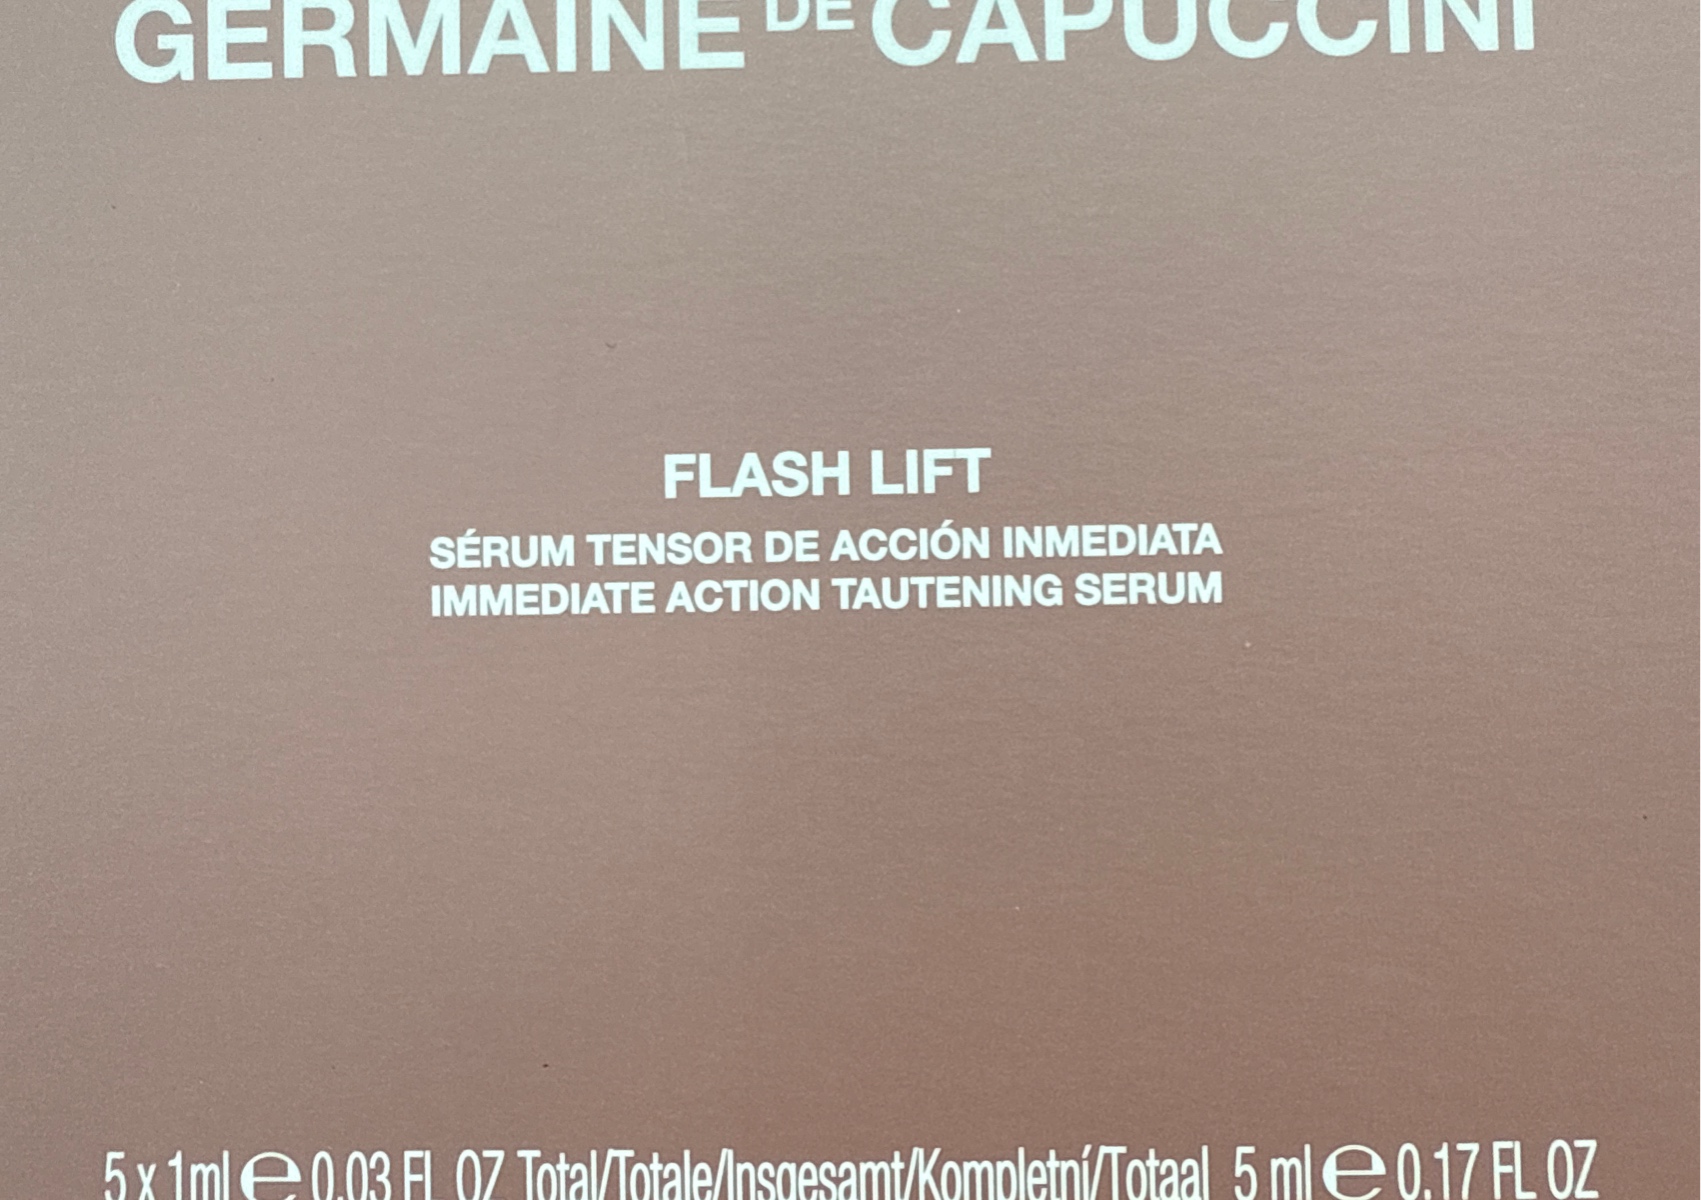 GERMAINE DE CAPUCCINI
FLASH LIFT
SÉRUM TENSOR DE ACCIÓN INMEDIATA
IMMEDIATE ACTION TAUTENING SERUM
5 x 1ml e 0.03 FL OZ Total/Totale/Insgesamt/Kompletní/Totaal 5 ml e 0.17 FL OZ